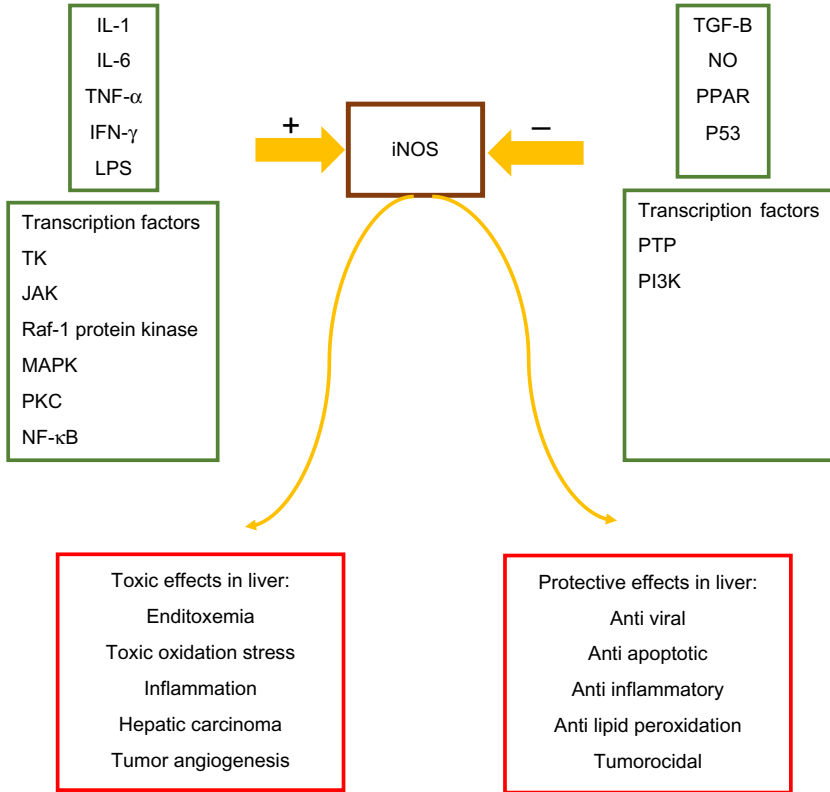 IL-1
IL-6
TNF-α
IFN-γ
LPS
Transcription factors
TK
JAK
Raf-1 protein kinase
MAPK
PKC
NF-κB
+
iNOS
–
TGF-B
NO
PPAR
P53
Transcription factors
PTP
PI3K
Toxic effects in liver:
Enditoxemia
Toxic oxidation stress
Inflammation
Hepatic carcinoma
Tumor angiogenesis
Protective effects in liver:
Anti viral
Anti apoptotic
Anti inflammatory
Anti lipid peroxidation
Tumorocidal